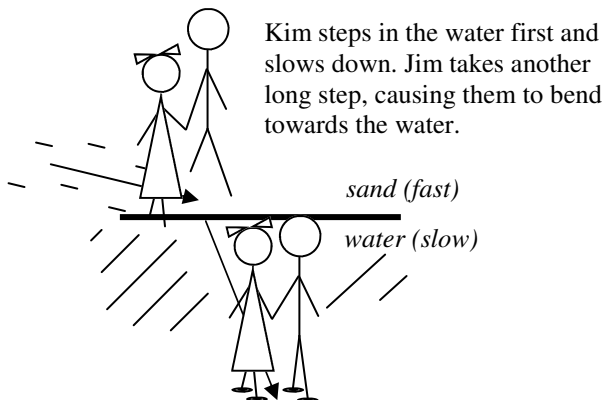 Kim steps in the water first and
slows down. Jim takes another
long step, causing them to bend
towards the water.
sand (fast)
water (slow)